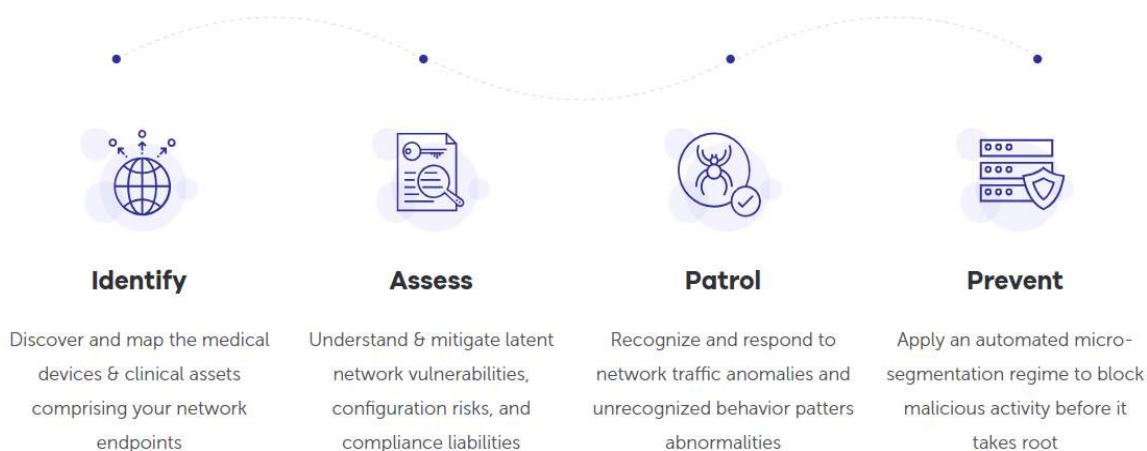 Identify
Discover and map the medical
devices & clinical assets
comprising your network
endpoints
Assess
Understand & mitigate latent
network vulnerabilities,
configuration risks, and
compliance liabilities
Patrol
Recognize and respond to
network traffic anomalies and
unrecognized behavior patters
abnormalities
Prevent
Apply an automated micro-
segmentation regime to block
malicious activity before it
takes root